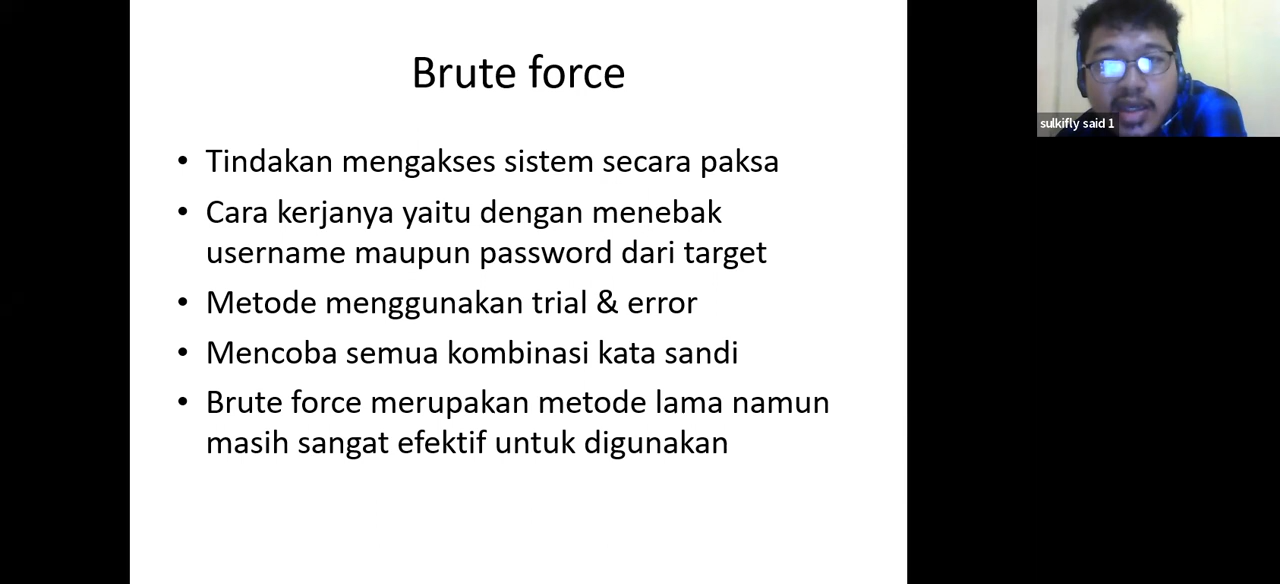 Brute force
• Tindakan mengakses sistem secara paksa
• Cara kerjanya yaitu dengan menebak
username maupun password dari target
• Metode menggunakan trial & error
• Mencoba semua kombinasi kata sandi
• Brute force merupakan metode lama namun
masih sangat efektif untuk digunakan
sulkifly said 1